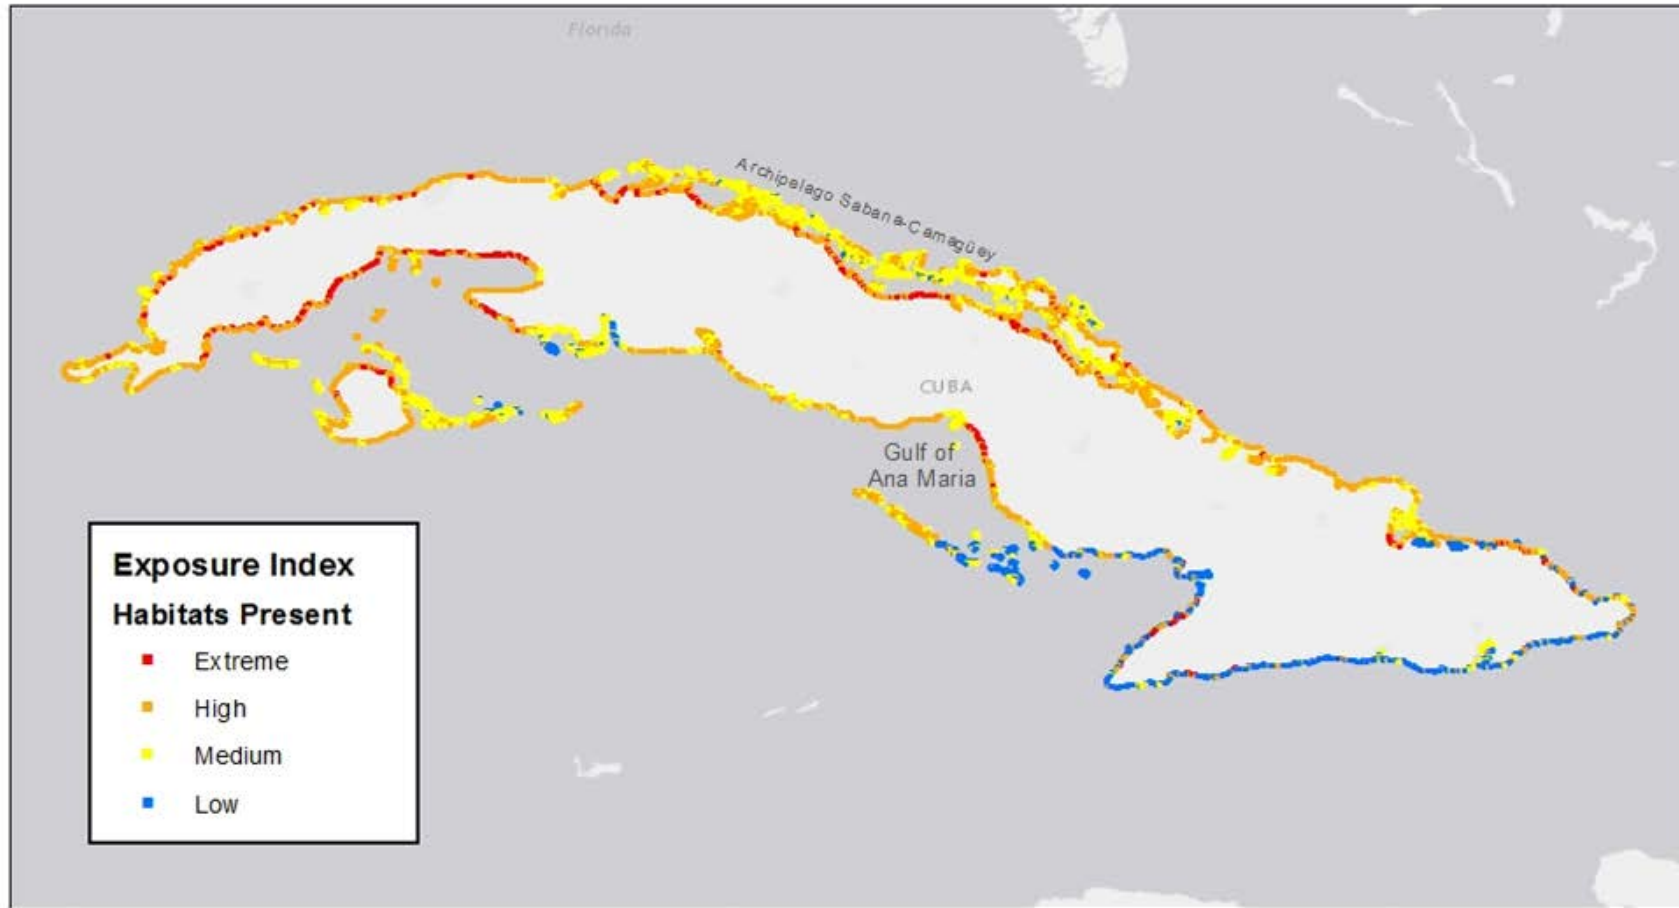 Florida
Archipelago Sabana-Camagüey
CUBA
Gulf of
Ana Maria
Exposure Index
Habitats Present
Extreme
High
Medium
Low